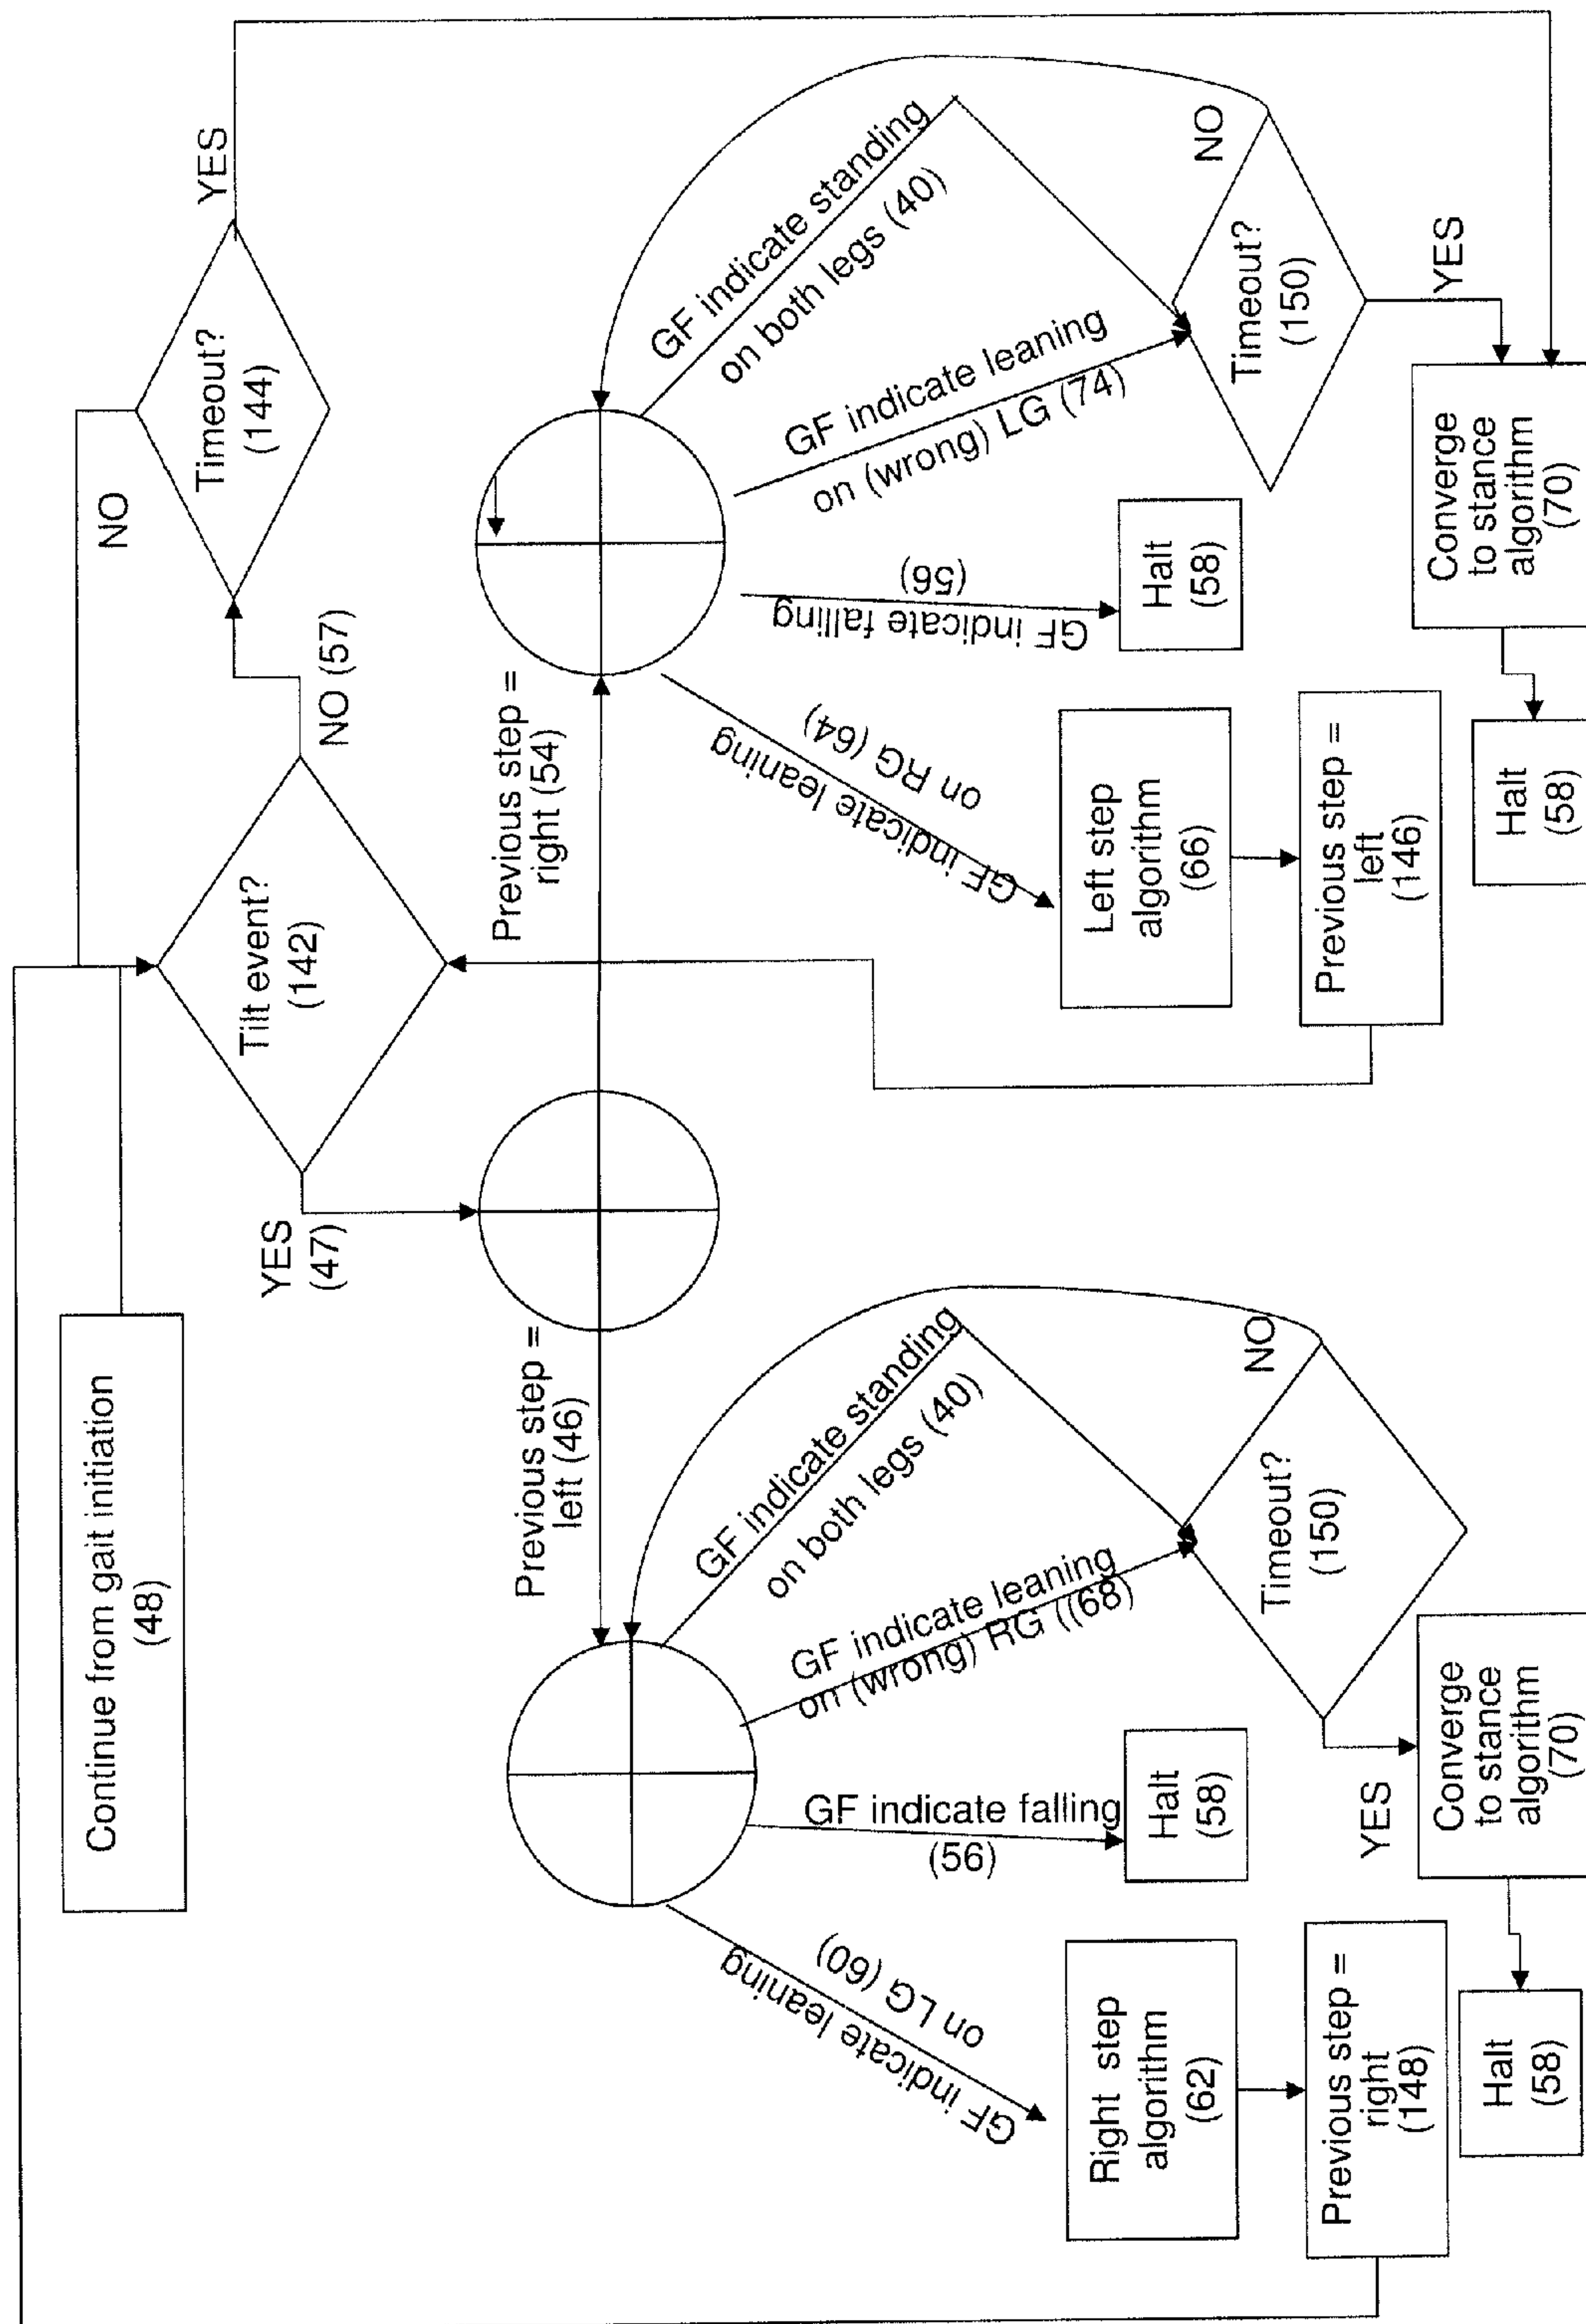 Continue from gait initiation
(48)
Tilt event?
(142)
YES
(47)
NO (57)
NO
Timeout?
(144)
YES
Previous step =
left (46)
Previous step =
right (54)
GF indicate leaning
on LG (60)
GF indicate falling
(56)
GF indicate leaning
on (wrong) RG ((68)
GF indicate standing
on both legs (40)
Right step
algorithm
(62)
Previous step =
right
(148)
Halt
(58)
Timeout?
(150)
NO
YES
Converge
to stance
algorithm
(70)
Halt
(58)
GF indicate leaning
on RG (64)
GF indicate falling
(56)
GF indicate leaning
on (wrong) LG (74)
GF indicate standing
on both legs (40)
Left step
algorithm
(66)
Previous step =
left
(146)
Halt
(58)
Timeout?
(150)
NO
YES
Converge
to stance
algorithm
(70)
Halt
(58)